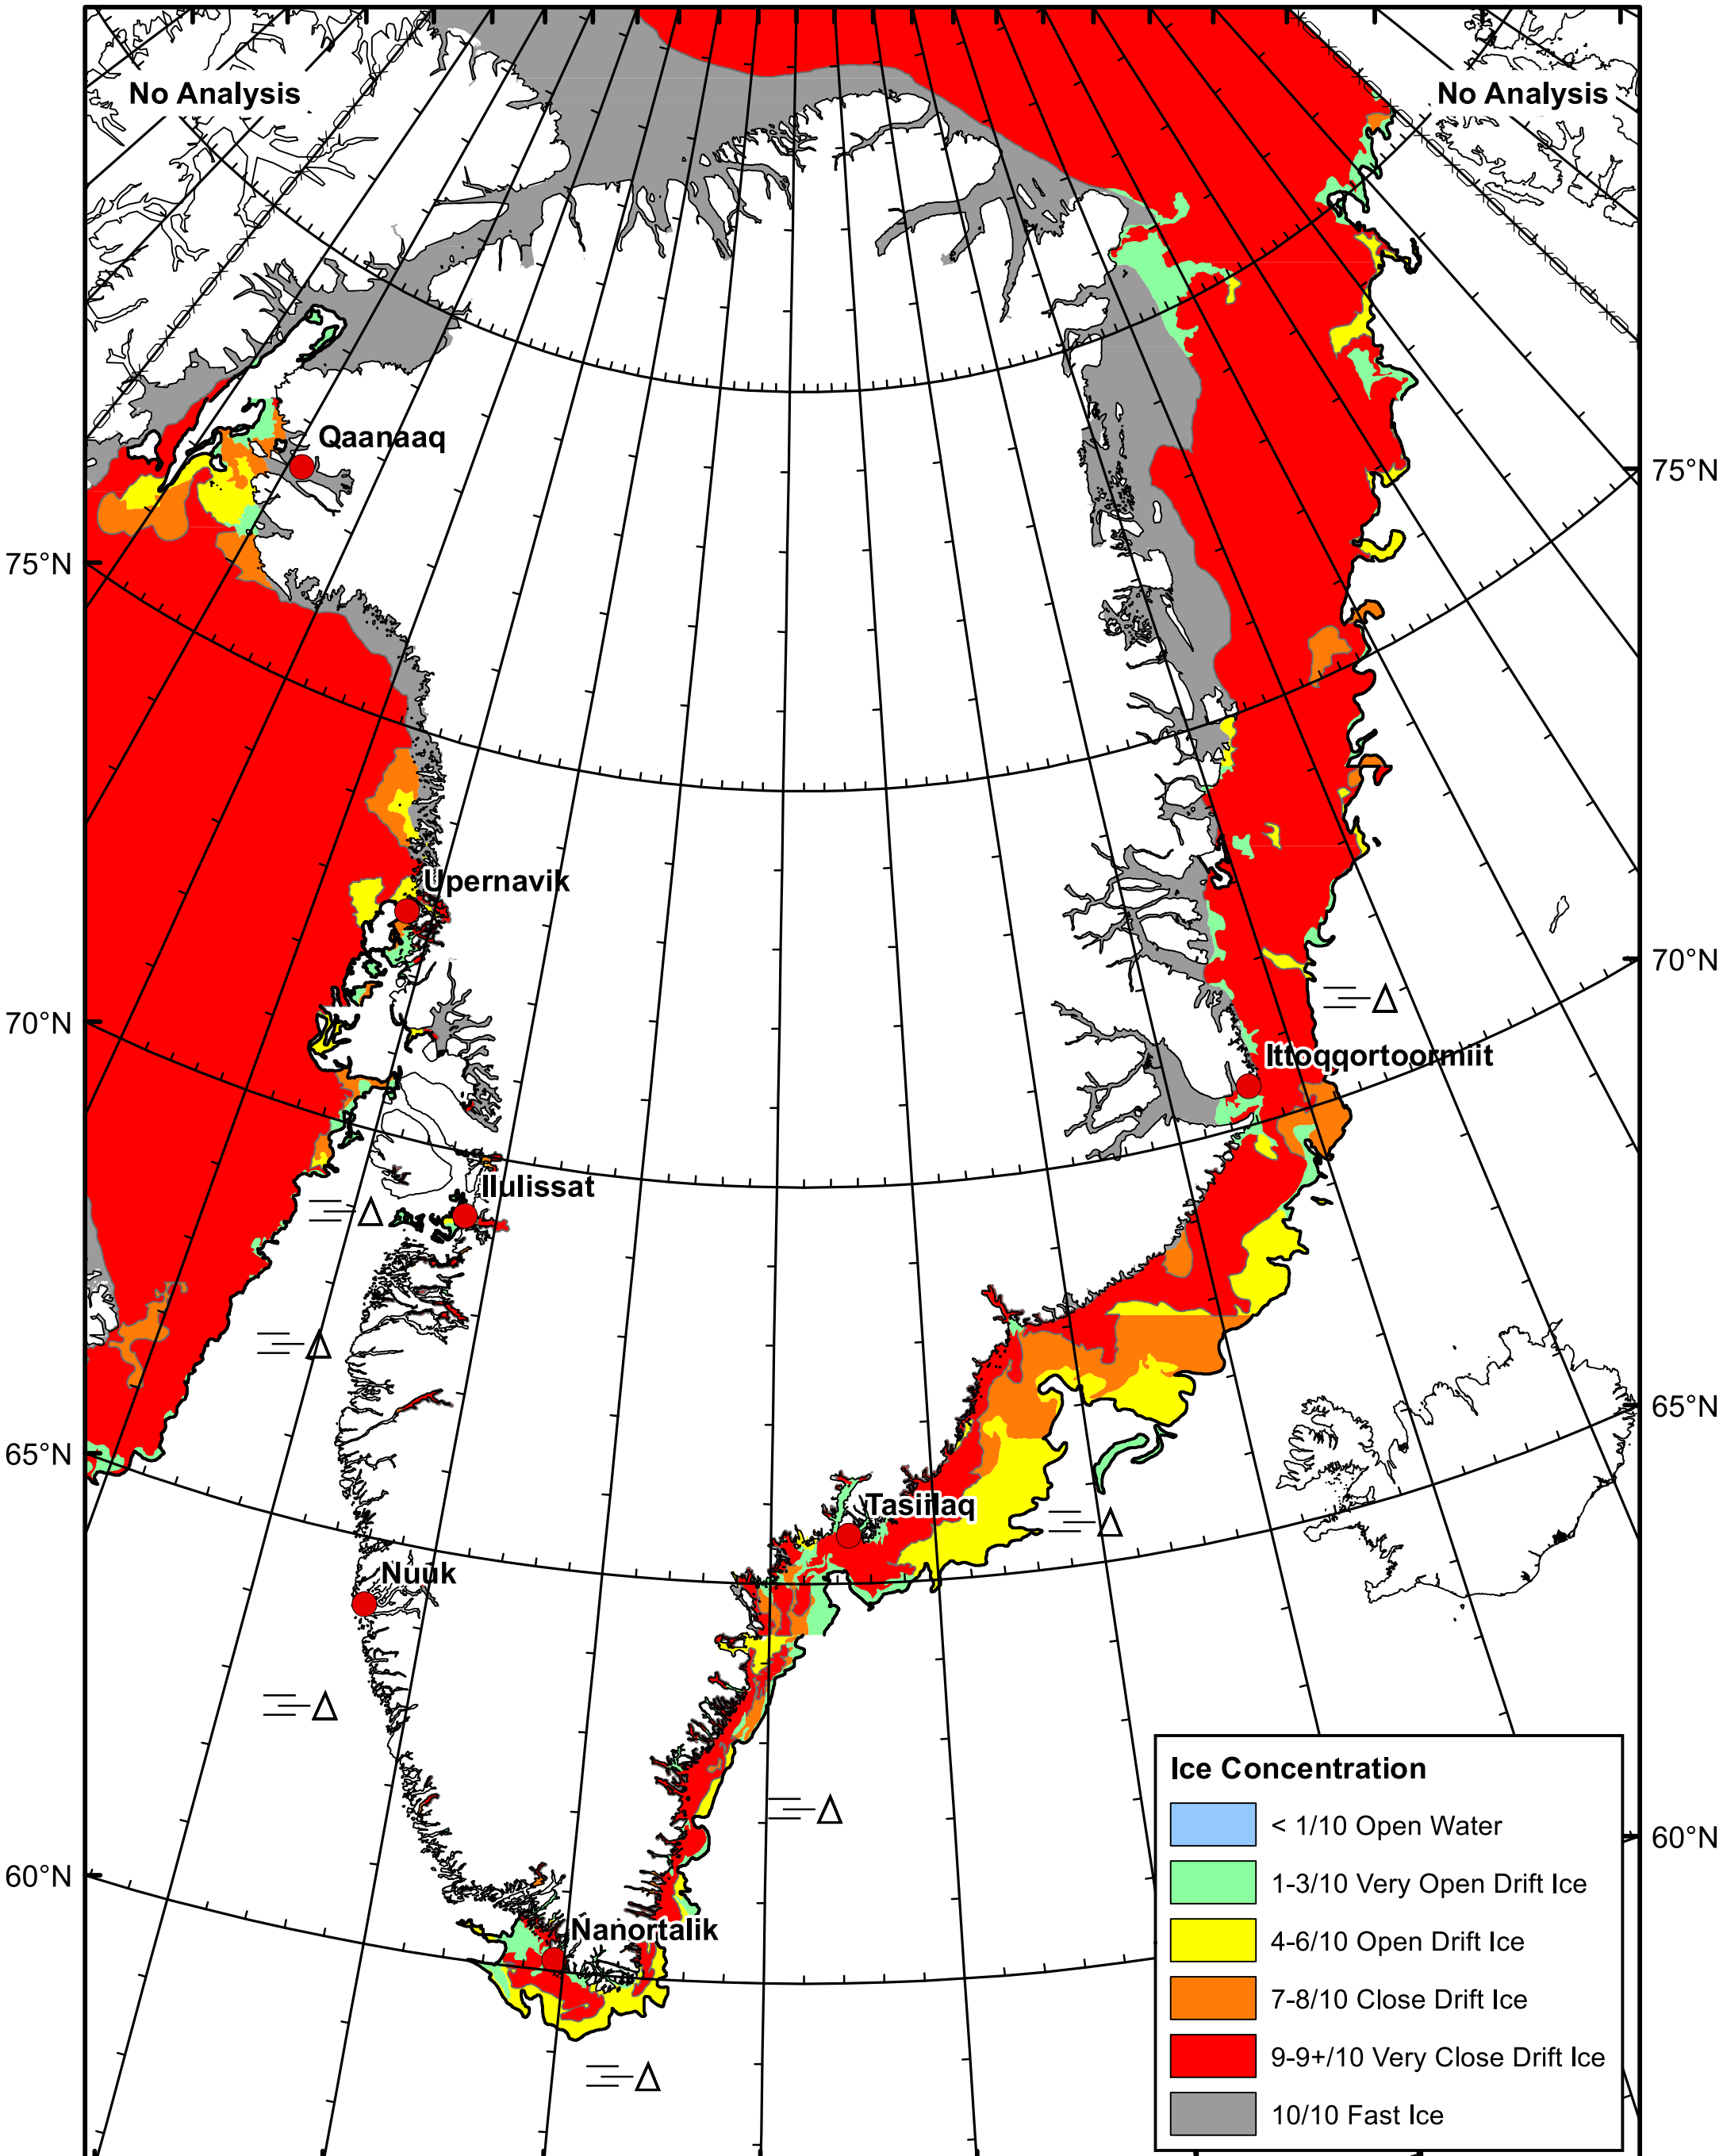 No Analysis
No Analysis
Qaanaaq
75°N
75°N
Upernavik
70°N
70°N
Ittoqqortoormiit
Ilulissat
65°N
65°N
Tasiilaq
Nuuk
60°N
60°N
Nanortalik
Ice Concentration
< 1/10 Open Water
1-3/10 Very Open Drift Ice
4-6/10 Open Drift Ice
7-8/10 Close Drift Ice
9-9+/10 Very Close Drift Ice
10/10 Fast Ice